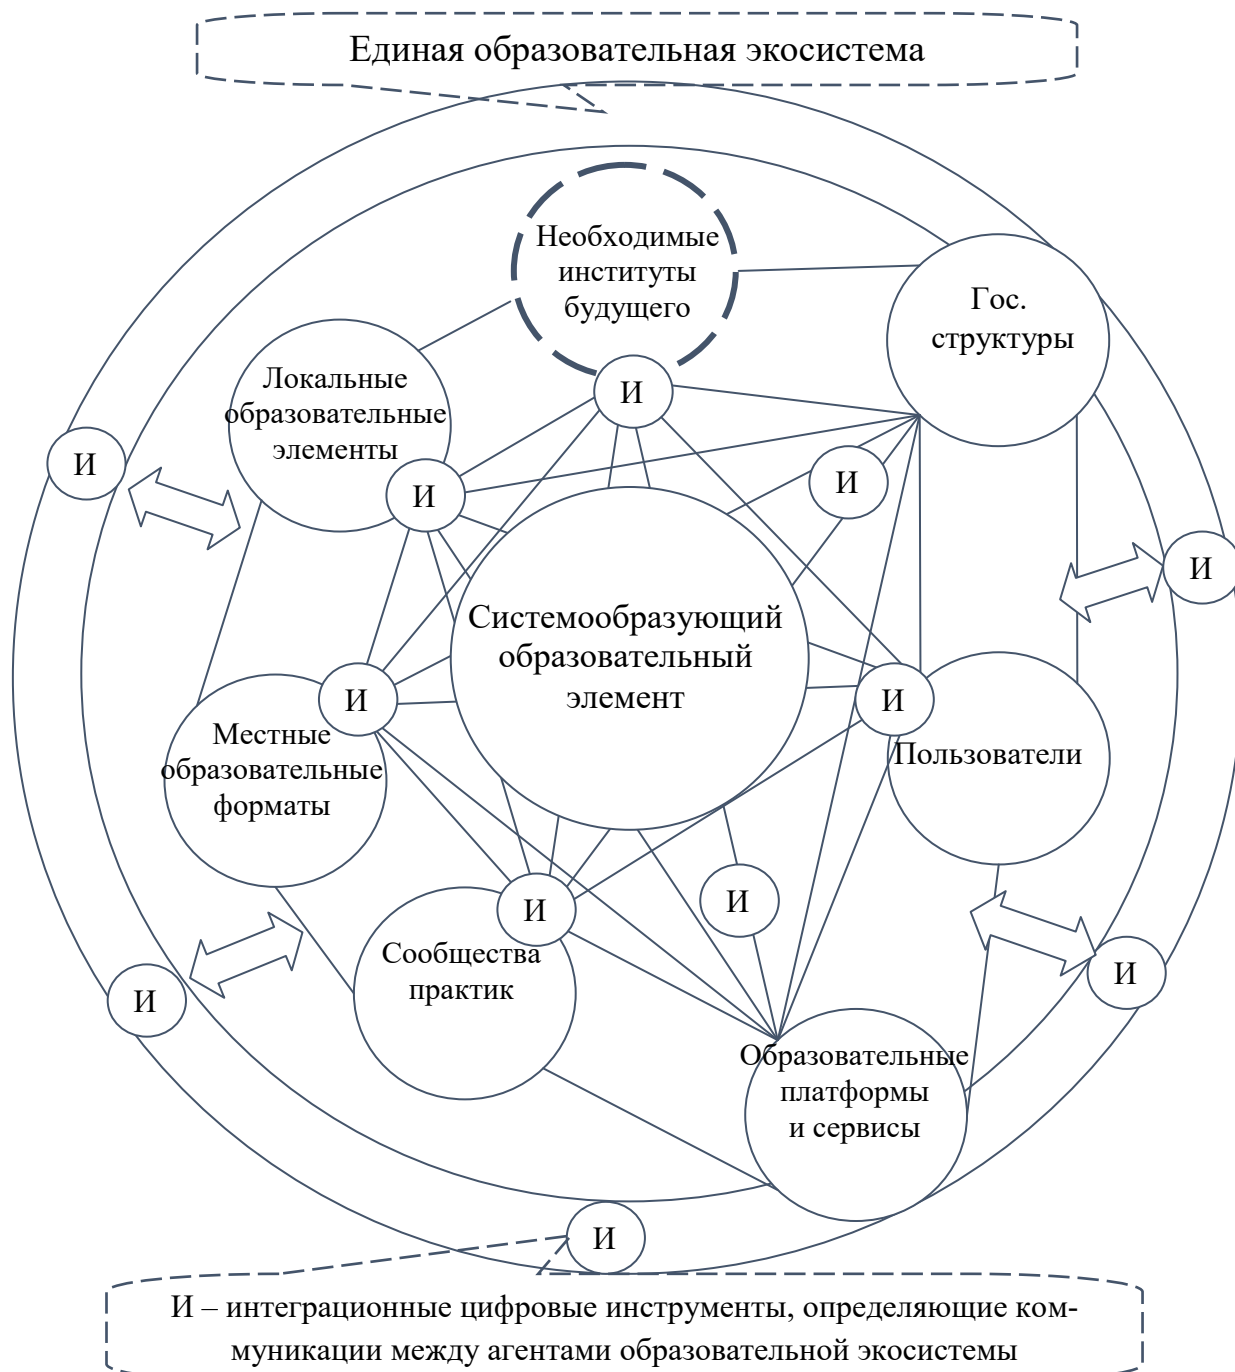 Единая образовательная экосистема
Необходимые
институты
будущего
Гос.
структуры
Локальные
образовательные
элементы
И
И
И
И
И
Системообразующий
образовательный
элемент
И
И
Местные
образовательные
форматы
Пользователи
И
И
Сообщества
практик
И
И
Образовательные
платформы
и сервисы
И
И – интеграционные цифровые инструменты, определяющие ком-
муникации между агентами образовательной экосистемы